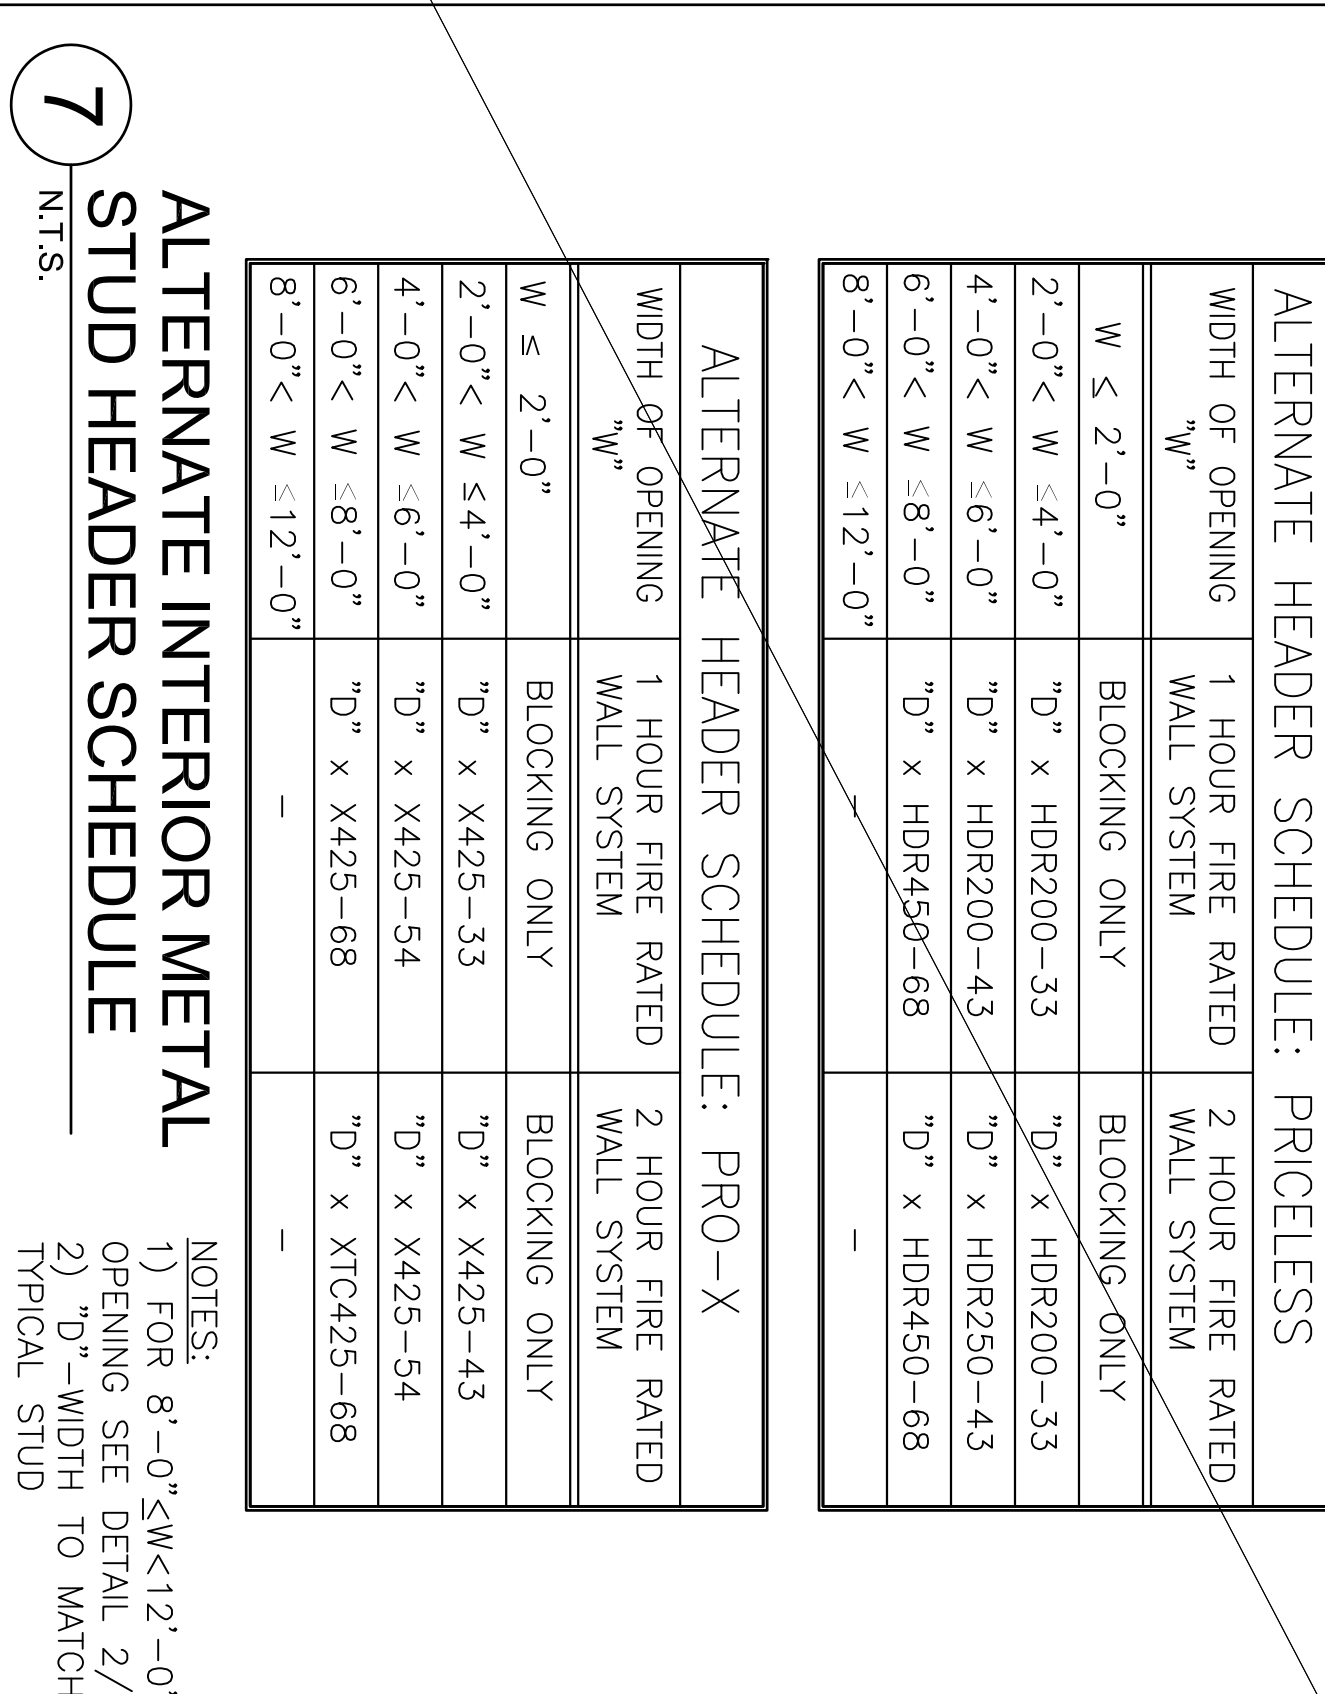 ALTERNATE HEADER SCHEDULE: PRICELESS
WIDTH OF OPENING "W" 1 HOUR FIRE RATED WALL SYSTEM 2 HOUR FIRE RATED WALL SYSTEM
W ≤ 2'-0" BLOCKING ONLY BLOCKING ONLY
2'-0"< W ≤4'-0" "D" x HDR200-33 "D" x HDR200-33
4'-0"< W ≤6'-0" "D" x HDR200-43 "D" x HDR250-43
6'-0"< W ≤8'-0" "D" x HDR450-68 "D" x HDR450-68
8'-0"< W ≤12'-0" - -
ALTERNATE HEADER SCHEDULE: PRO-X
WIDTH OF OPENING "W" 1 HOUR FIRE RATED WALL SYSTEM 2 HOUR FIRE RATED WALL SYSTEM
W ≤ 2'-0" BLOCKING ONLY BLOCKING ONLY
2'-0"< W ≤4'-0" "D" x X425-33 "D" x X425-43
4'-0"< W ≤6'-0" "D" x X425-54 "D" x X425-54
6'-0"< W ≤8'-0" "D" x X425-68 "D" x XTC425-68
8'-0"< W ≤12'-0" - -
7
ALTERNATE INTERIOR METAL
STUD HEADER SCHEDULE
N.T.S.
NOTES:
1) FOR 8'-0"≤W<12'-0"
OPENING SEE DETAIL 2/
2) "D"-WIDTH TO MATCH
TYPICAL STUD